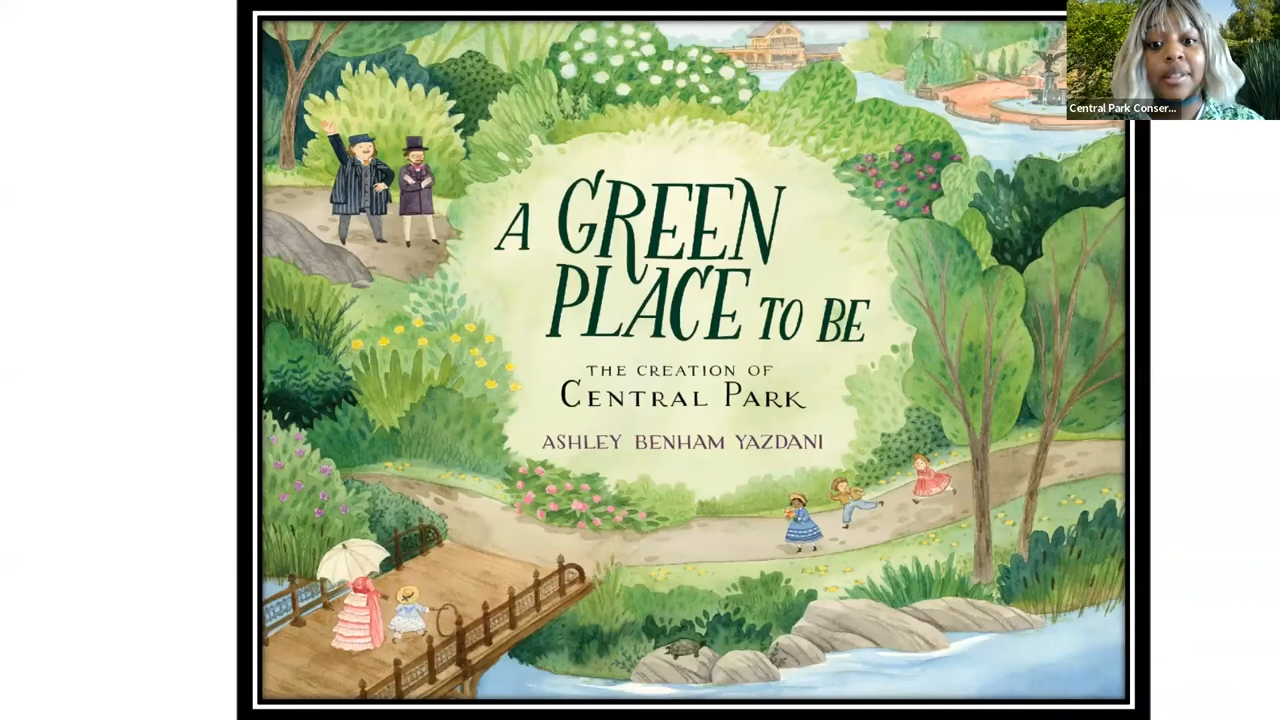 Central Park Conser...
A GREEN
PLACE TO BE
THE CREATION OF
CENTRAL PARK
ASHLEY BENHAM YAZDANI